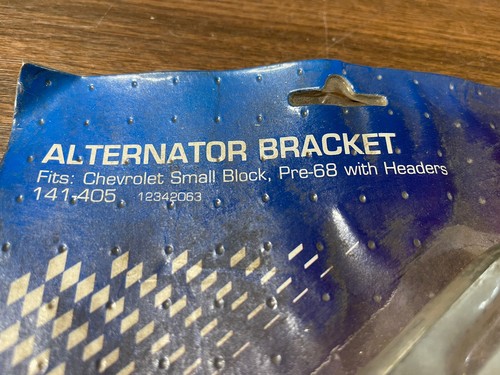 ALTERNATOR BRACKET
Fits: Chevrolet Small Block, Pre-68 with Headers
141-405 12342063